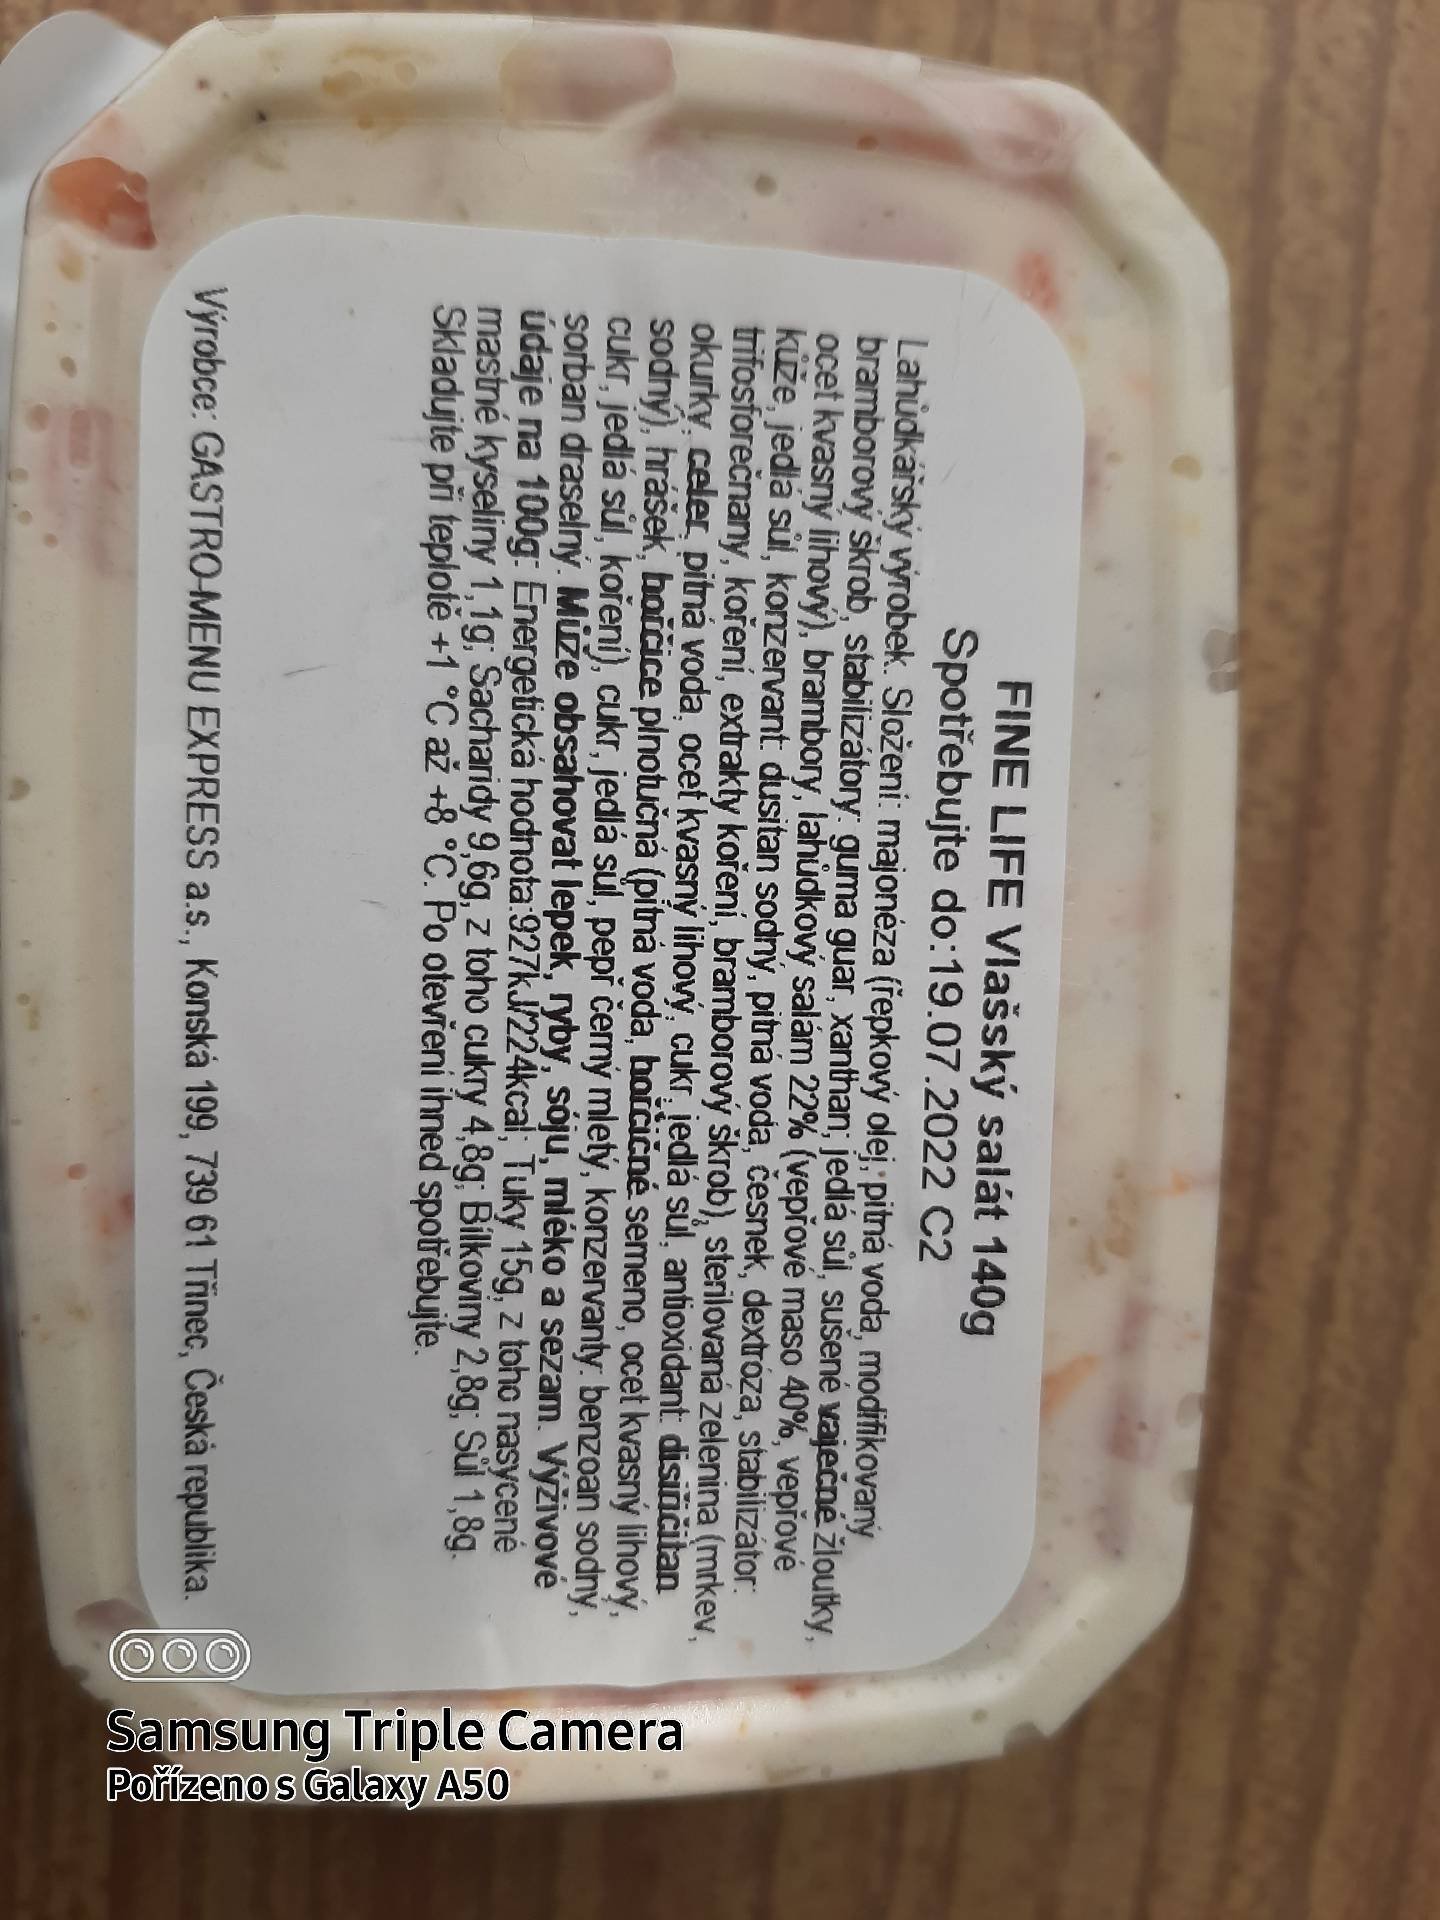 FINE LIFE Vlašský salát 140g
Spotřebujte do:19.07.2022 C2
Lahůdkářský výrobek. Složení: majonéza (řepkový olej, pitná voda, modifikovaný
bramborový škrob, stabilizátory: guma guar, xanthan; jedlá sůl, sušené vaječné žloutky,
ocet kvasný lihový), brambory, lahůdkový salám 22% (vepřové maso 40%, vepřové
kůže, jedlá sůl, konzervant: dusitan sodný, pitná voda, česnek, dextróza, stabilizátor:
trifosforečnany, koření, extrakty koření, bramborový škrob), sterilovaná zelenina (mrkev,
okurky, celer, pitná voda, ocet kvasný lihový, cukr, jedlá sůl, antioxidant: disiřičitan
sodný), hrášek, hořčice plnotučná (pitná voda, hořčičné semeno, ocet kvasný lihový,
cukr, jedlá sůl, koření), cukr, jedlá sůl, pepř černý mletý, konzervanty: benzoan sodný,
sorban draselný. Může obsahovat lepek, ryby, sóju, mléko a sezam. Výživové
údaje na 100g: Energetická hodnota:927kJ/224kcal; Tuky 15g, z toho nasycené
mastné kyseliny 1,1g; Sacharidy 9,6g, z toho cukry 4,8g; Bílkoviny 2,8g; Sůl 1,8g.
Skladujte při teplotě +1 °C až +8 °C. Po otevření ihned spotřebujte.
Výrobce: GASTRO-MENU EXPRESS a.s., Konská 199, 739 61 Třinec, Česká republika.
Samsung Triple Camera
Pořízeno s Galaxy A50